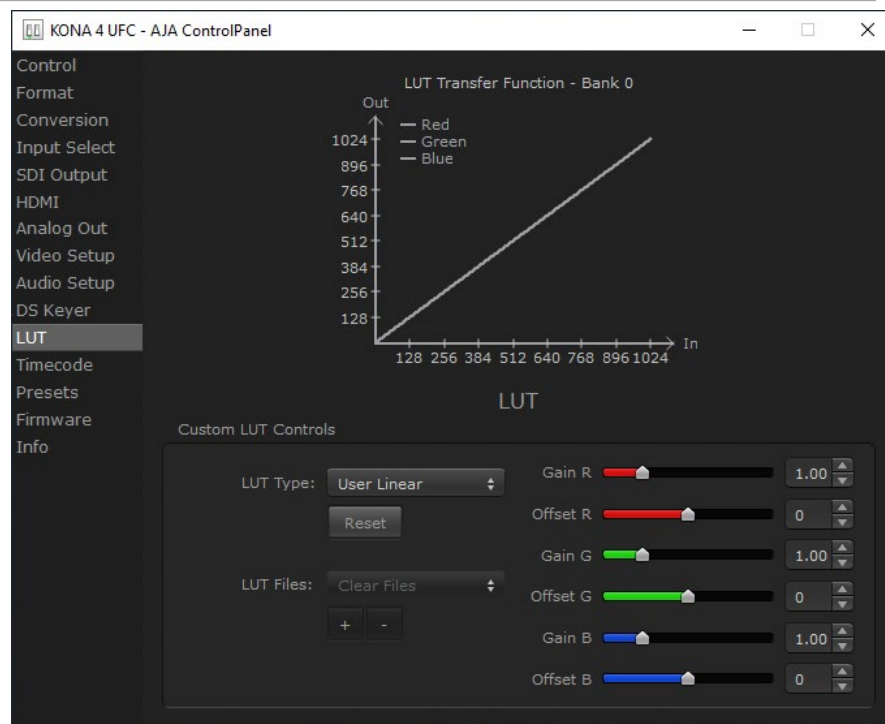 KONA 4 UFC - AJA ControlPanel
Control
Format
Conversion
Input Select
SDI Output
HDMI
Analog Out
Video Setup
Audio Setup
DS Keyer
LUT
Timecode
Presets
Firmware
Info
LUT Transfer Function - Bank 0
Out
Red
Green
Blue
1024
896
768
640
512
384
256
128
128 256 384 512 640 768 896 1024
In
LUT
Custom LUT Controls
LUT Type: User Linear
Reset
LUT Files: Clear Files
+ -
Gain R 1.00
Offset R 0
Gain G 1.00
Offset G 0
Gain B 1.00
Offset B 0